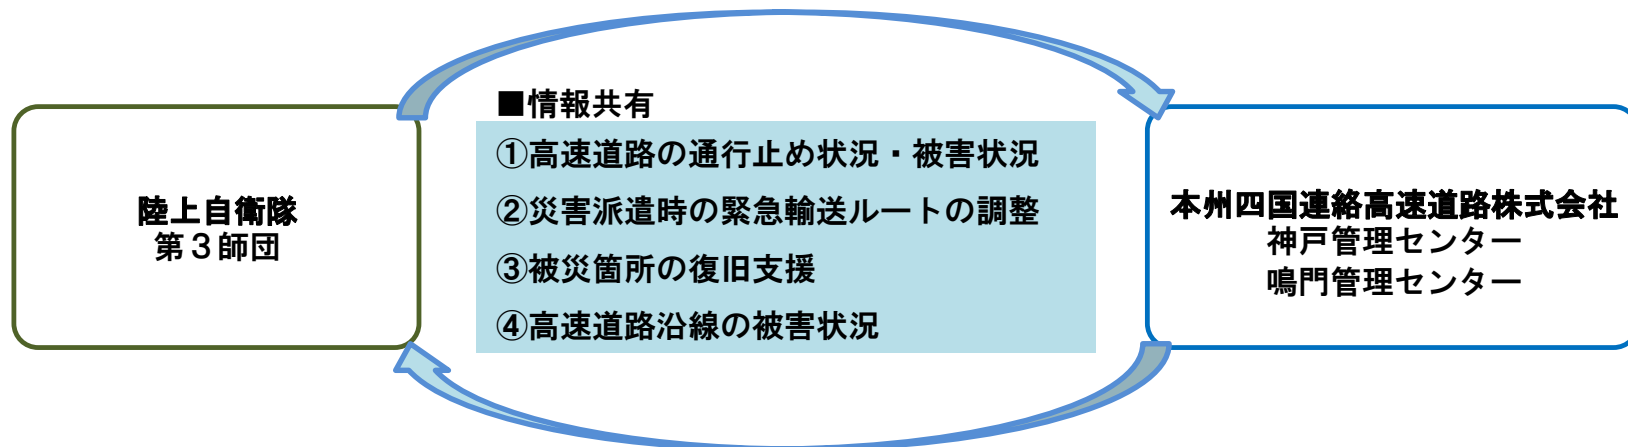 陸上自衛隊
第３師団
■情報共有
①高速道路の通行止め状況・被害状況
②災害派遣時の緊急輸送ルートの調整
③被災箇所の復旧支援
④高速道路沿線の被害状況
本州四国連絡高速道路株式会社
神戸管理センター
鳴門管理センター